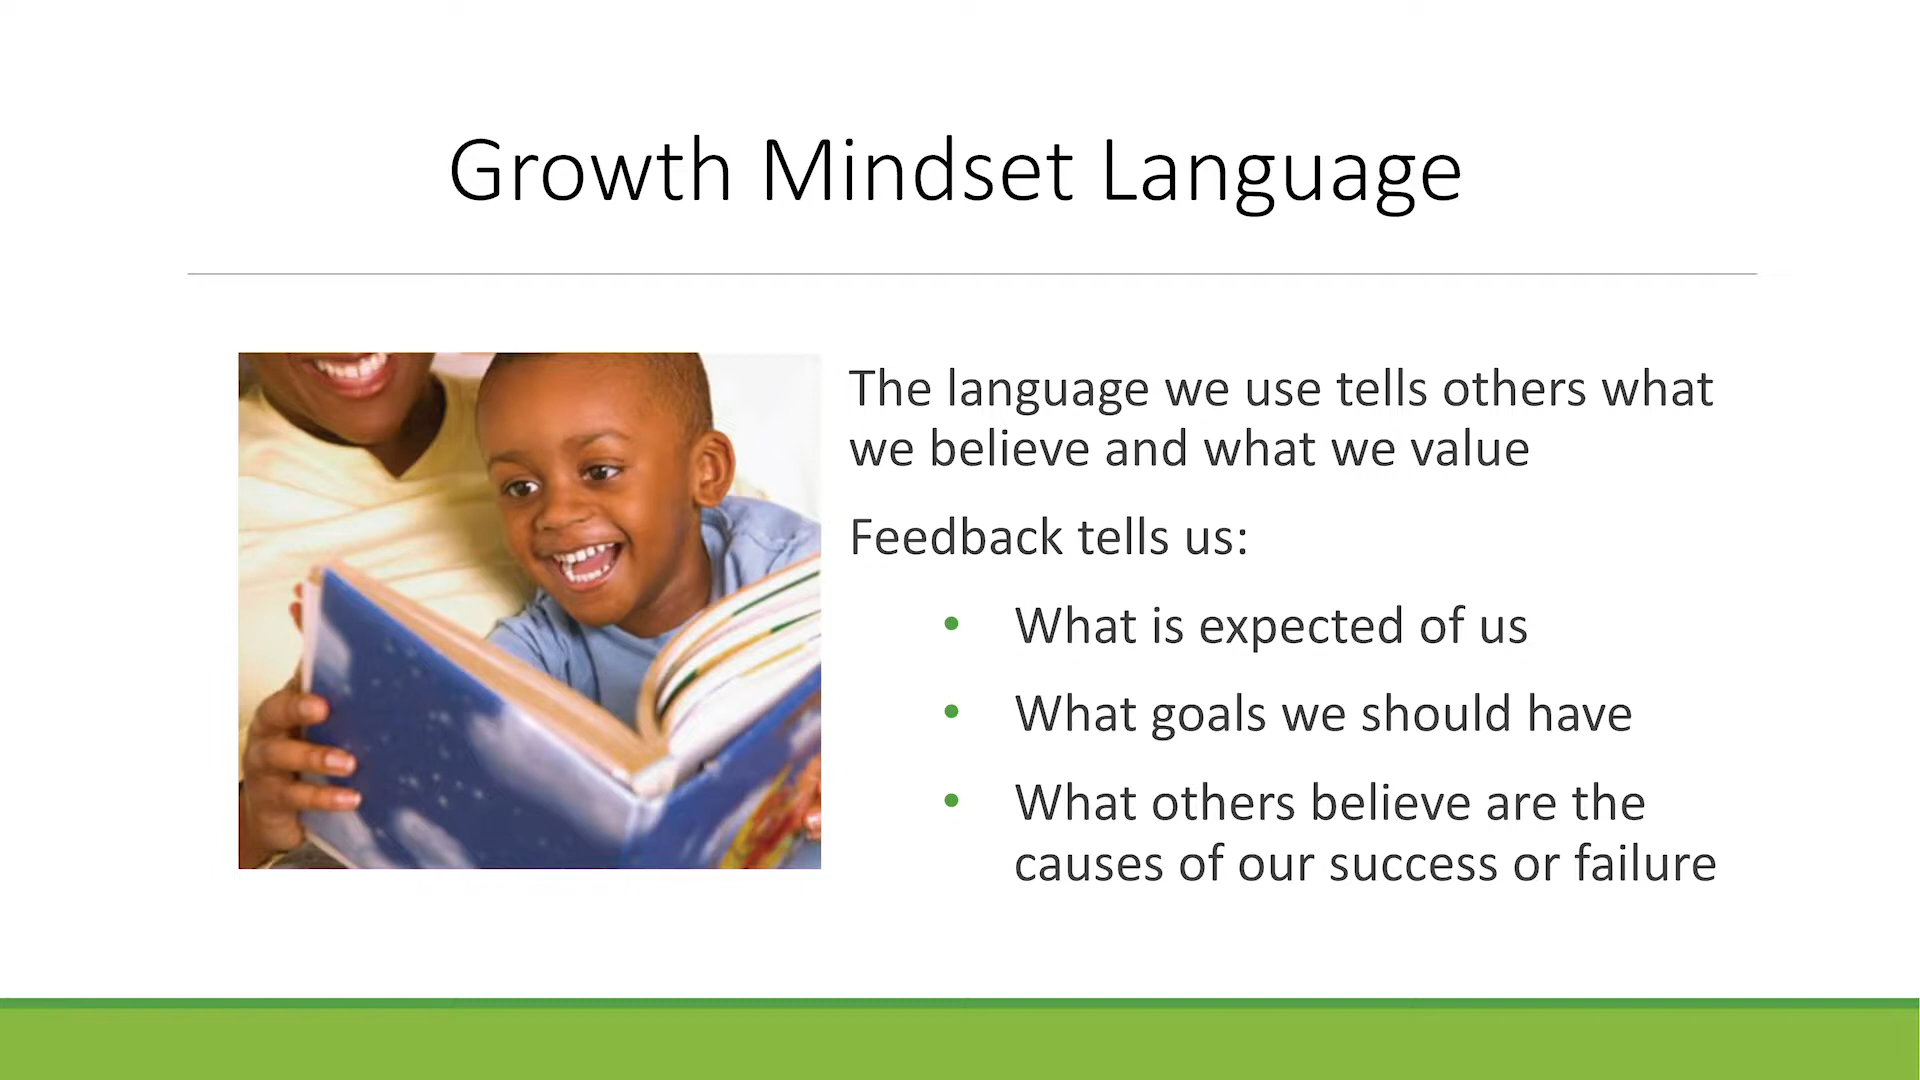 Growth Mindset Language
The language we use tells others what
we believe and what we value
Feedback tells us:
• What is expected of us
• What goals we should have
• What others believe are the
causes of our success or failure